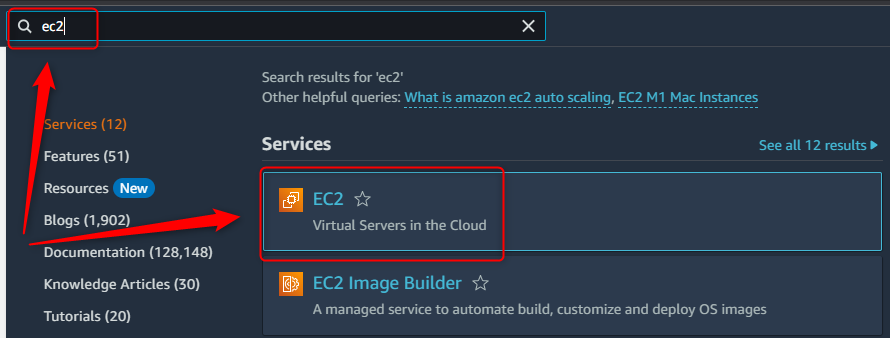 ec2
Search results for 'ec2'
Other helpful queries: What is amazon ec2 auto scaling, EC2 M1 Mac Instances
Services (12)
Features (51)
Resources New
Blogs (1,902)
Documentation (128,148)
Knowledge Articles (30)
Tutorials (20)
Services
See all 12 results
EC2
Virtual Servers in the Cloud
EC2 Image Builder
A managed service to automate build, customize and deploy OS images